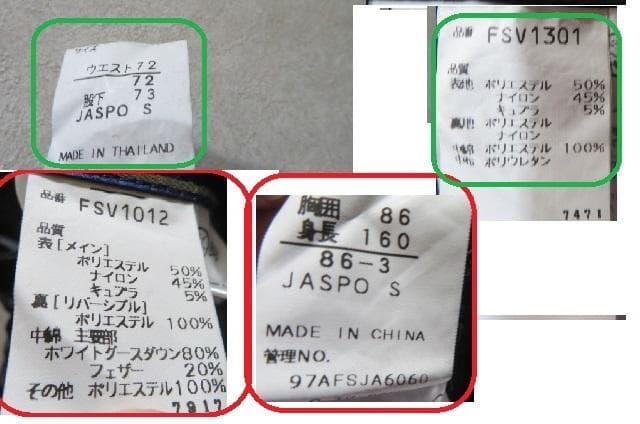 サイズ
ウエスト 72
72
股下 73
JASPO S
MADE IN THAILAND
品番 FSV1301
品質
表地 ポリエステル 50%
ナイロン 45%
キュプラ 5%
裏地 ポリエステル
ナイロン
中綿 ポリエステル 100%
ポリウレタン
7471
品番 FSV1012
品質
表[メイン]
ポリエステル 50%
ナイロン 45%
キュプラ 5%
裏[リバーシブル]
ポリエステル 100%
中綿 主要部
ホワイトグースダウン80%
フェザー 20%
その他 ポリエステル100%
7917
胸囲 86
身長 160
86-3
JASPO S
MADE IN CHINA
管理NO.
97AFSJA6060